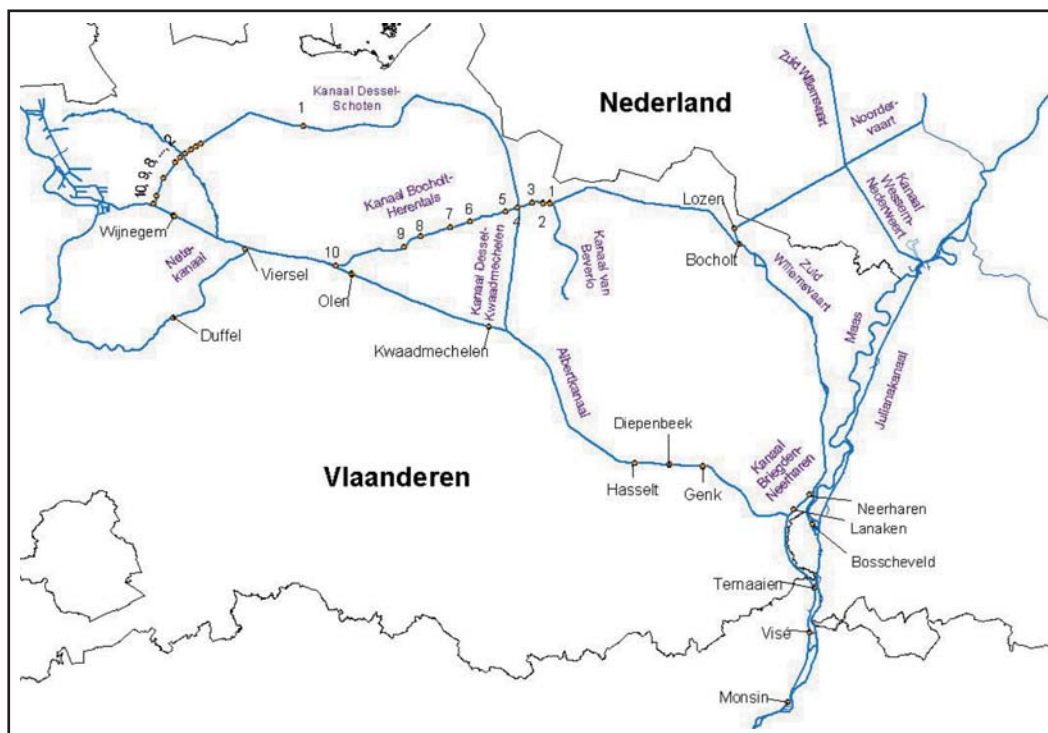 Kanaal Dessel-
Schoten
1
Nederland
Zuid Willemsvaart
Noorder-
vaart
10, 9, 8, ..., 2
Kanaal
Wessem-
Nederweert
Kanaal Bocholt-
Herentals
3
1
5
4
2
6
7
8
9
10
Lozen
Bocholt
Wijnegem
Nete-
kanaal
Viersel
Olen
Kanaal Dessel-
Kwaadmechelen
Kanaal van
Beverlo
Zuid
Willemsvaart
Maas
Julianakanaal
Duffel
Kwaadmechelen
Albertkanaal
Diepenbeek
Vlaanderen
Hasselt
Genk
Kanaal
Briegden-
Neerharen
Neerharen
Lanaken
Bosscheveld
Ternaaien
Visé
Monsin